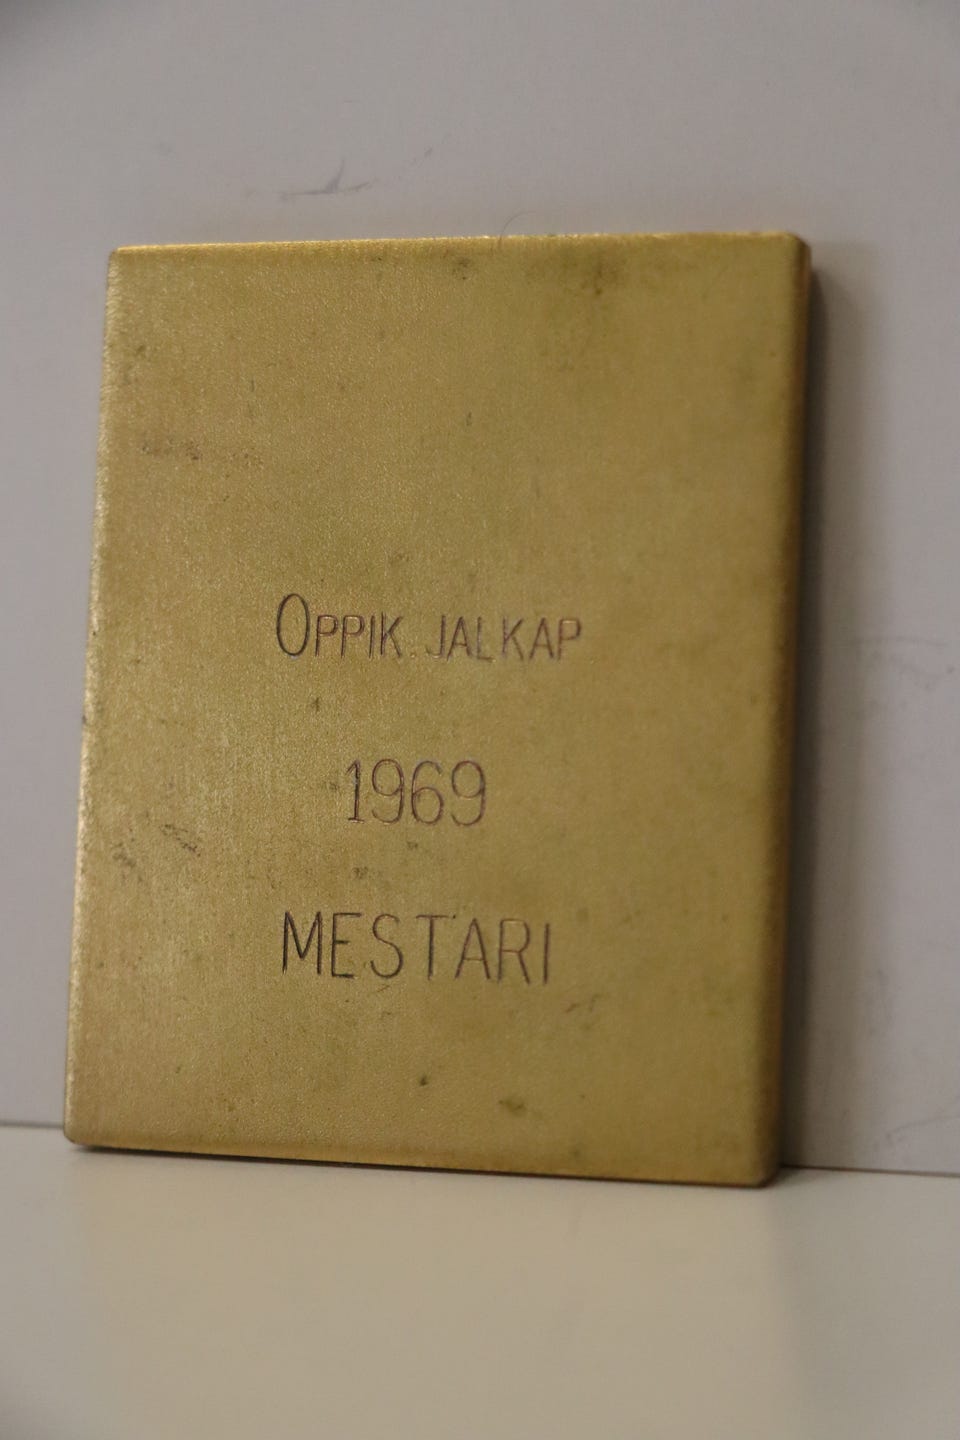 OPPIK. JALKAP
1969
MESTARI